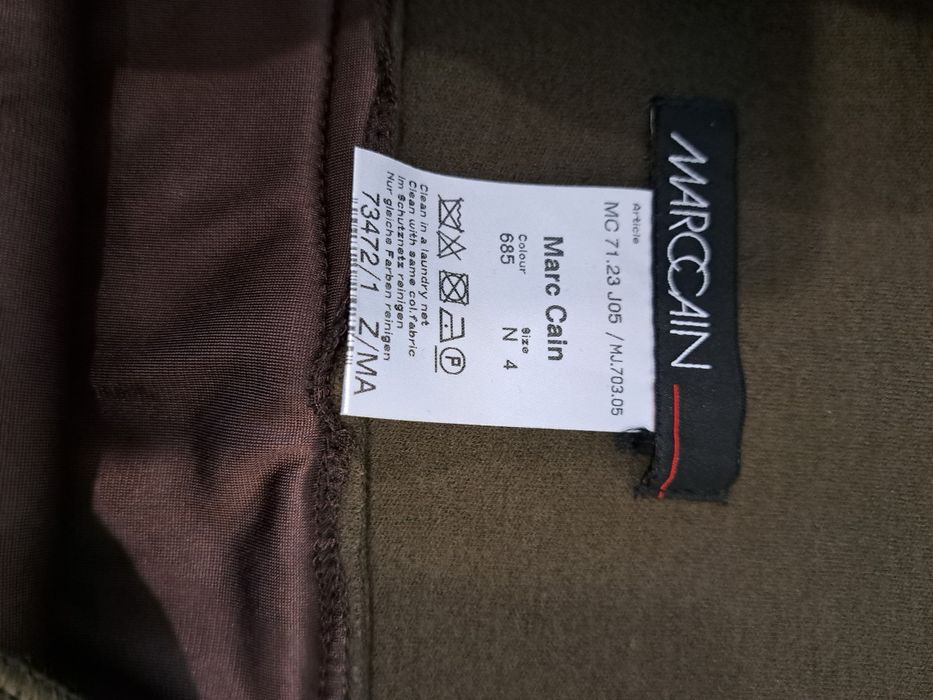 MARCCAIN
Article
MC 71.23 J05 / MJ.703.05
Marc Cain
Colour Size
685 N 4
P
Clean in a laundry net
Clean with same col.fabric
Im Schutznetz reinigen
Nur gleiche Farben reinigen
73472/1 Z/MA